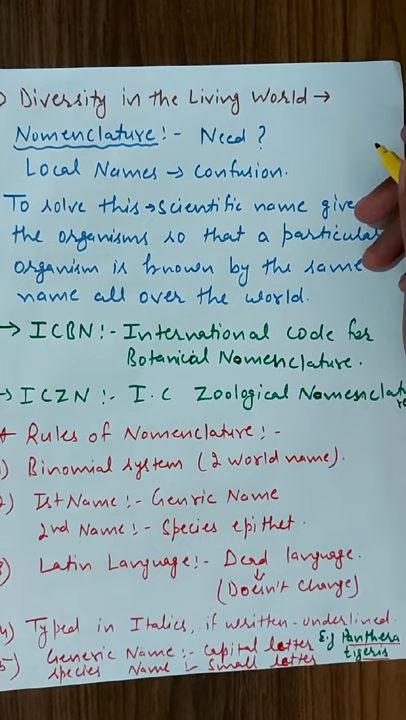 Diversity in the Living World →
Nomenclature :- Need ?
Local Names → Confusion.
To solve this → Scientific name give
the organisms so that a particular
organism is known by the same
name all over the world.
→ ICBN :- International Code for
Botanical Nomenclature.
→ ICZN :- I.C Zoological Nomenclature
Rules of Nomenclature :-
1) Binomial system (2 world name).
2) Ist Name :- Genric Name
2nd Name :- Species epithet.
3) Latin Language :- Dead language.
(Doesn't change)
4) Typed in Italics, if written - underlined.
5) Generic Name :- Capital letter E.g Panthera
Species Name :- Small letter tigeris